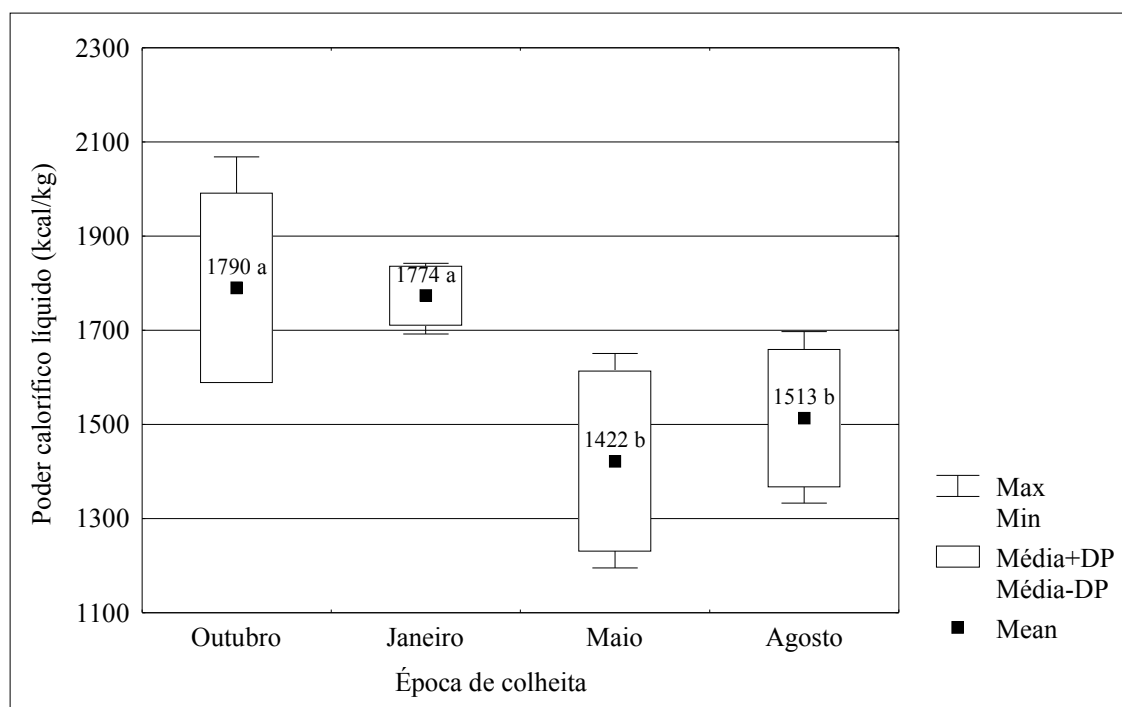 2300
2100
1900
1700
1500
1300
1100
Poder calorífico líquido (kcal/kg)
1790 a
1774 a
1422 b
1513 b
Outubro
Janeiro
Maio
Agosto
Época de colheita
Max
Min
Média+DP
Média-DP
Mean